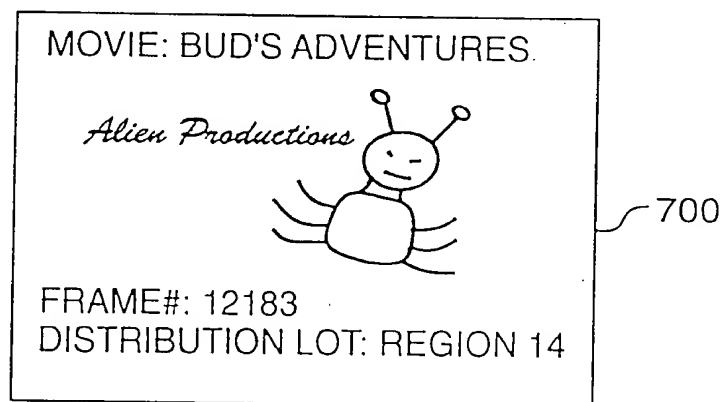 MOVIE: BUD'S ADVENTURES
Alien Productions
700
FRAME#: 12183
DISTRIBUTION LOT: REGION 14